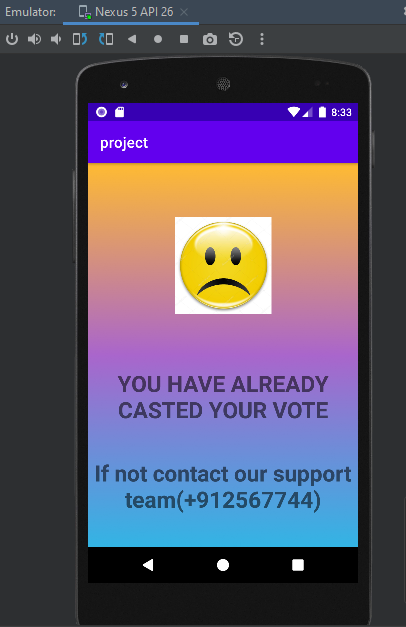 Emulator: Nexus 5 API 26
8:33
project
YOU HAVE ALREADY
CASTED YOUR VOTE
If not contact our support
team(+912567744)